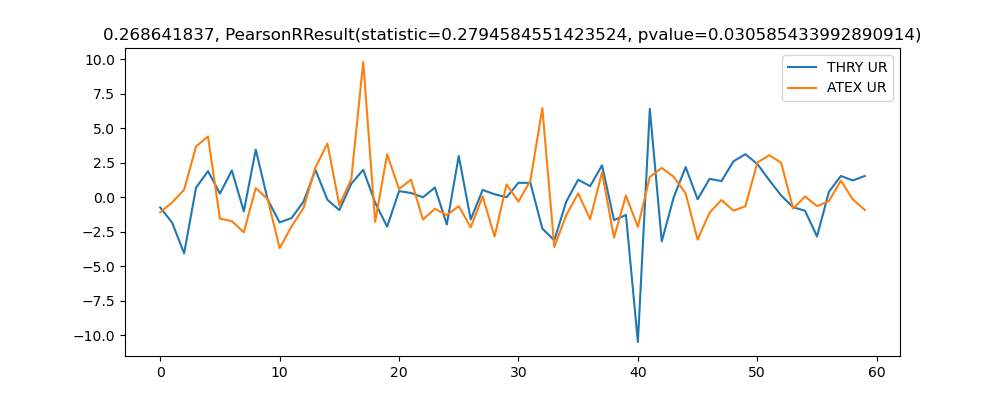 0.268641837, PearsonRResult(statistic=0.2794584551423524, pvalue=0.030585433992890914)
THRY UR
ATEX UR
10.0
7.5
5.0
2.5
0.0
−2.5
−5.0
−7.5
−10.0
0 10 20 30 40 50 60